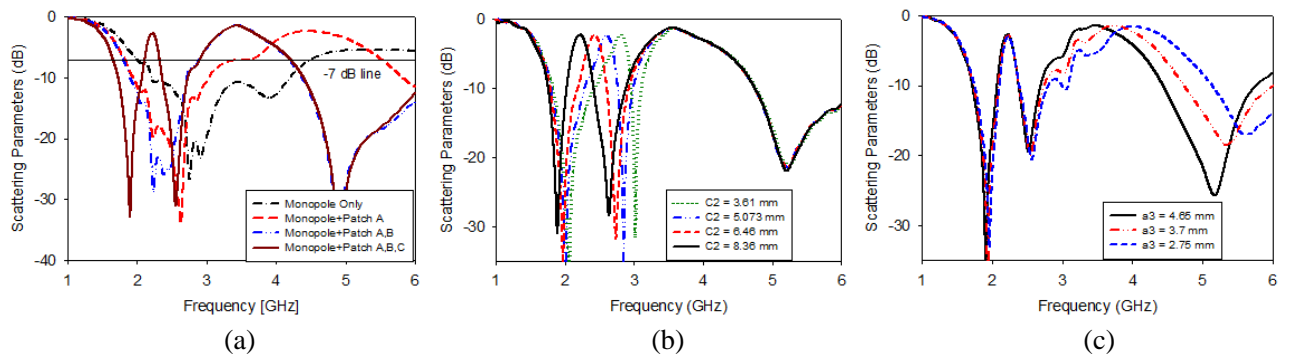 0
-10
-20
-30
-40
1 2 3 4 5 6
Scattering Parameters (dB)
Frequency [GHz]
-7 dB line
Monopole Only
Monopole+Patch A
Monopole+Patch A,B
Monopole+Patch A,B,C
(a)
0
-10
-20
-30
1 2 3 4 5 6
Scattering Parameters (dB)
Frequency (GHz)
C2 = 3.61 mm
C2 = 5.073 mm
C2 = 6.46 mm
C2 = 8.36 mm
(b)
0
-10
-20
-30
1 2 3 4 5 6
Scattering Parameters (dB)
Frequency (GHz)
a3 = 4.65 mm
a3 = 3.7 mm
a3 = 2.75 mm
(c)